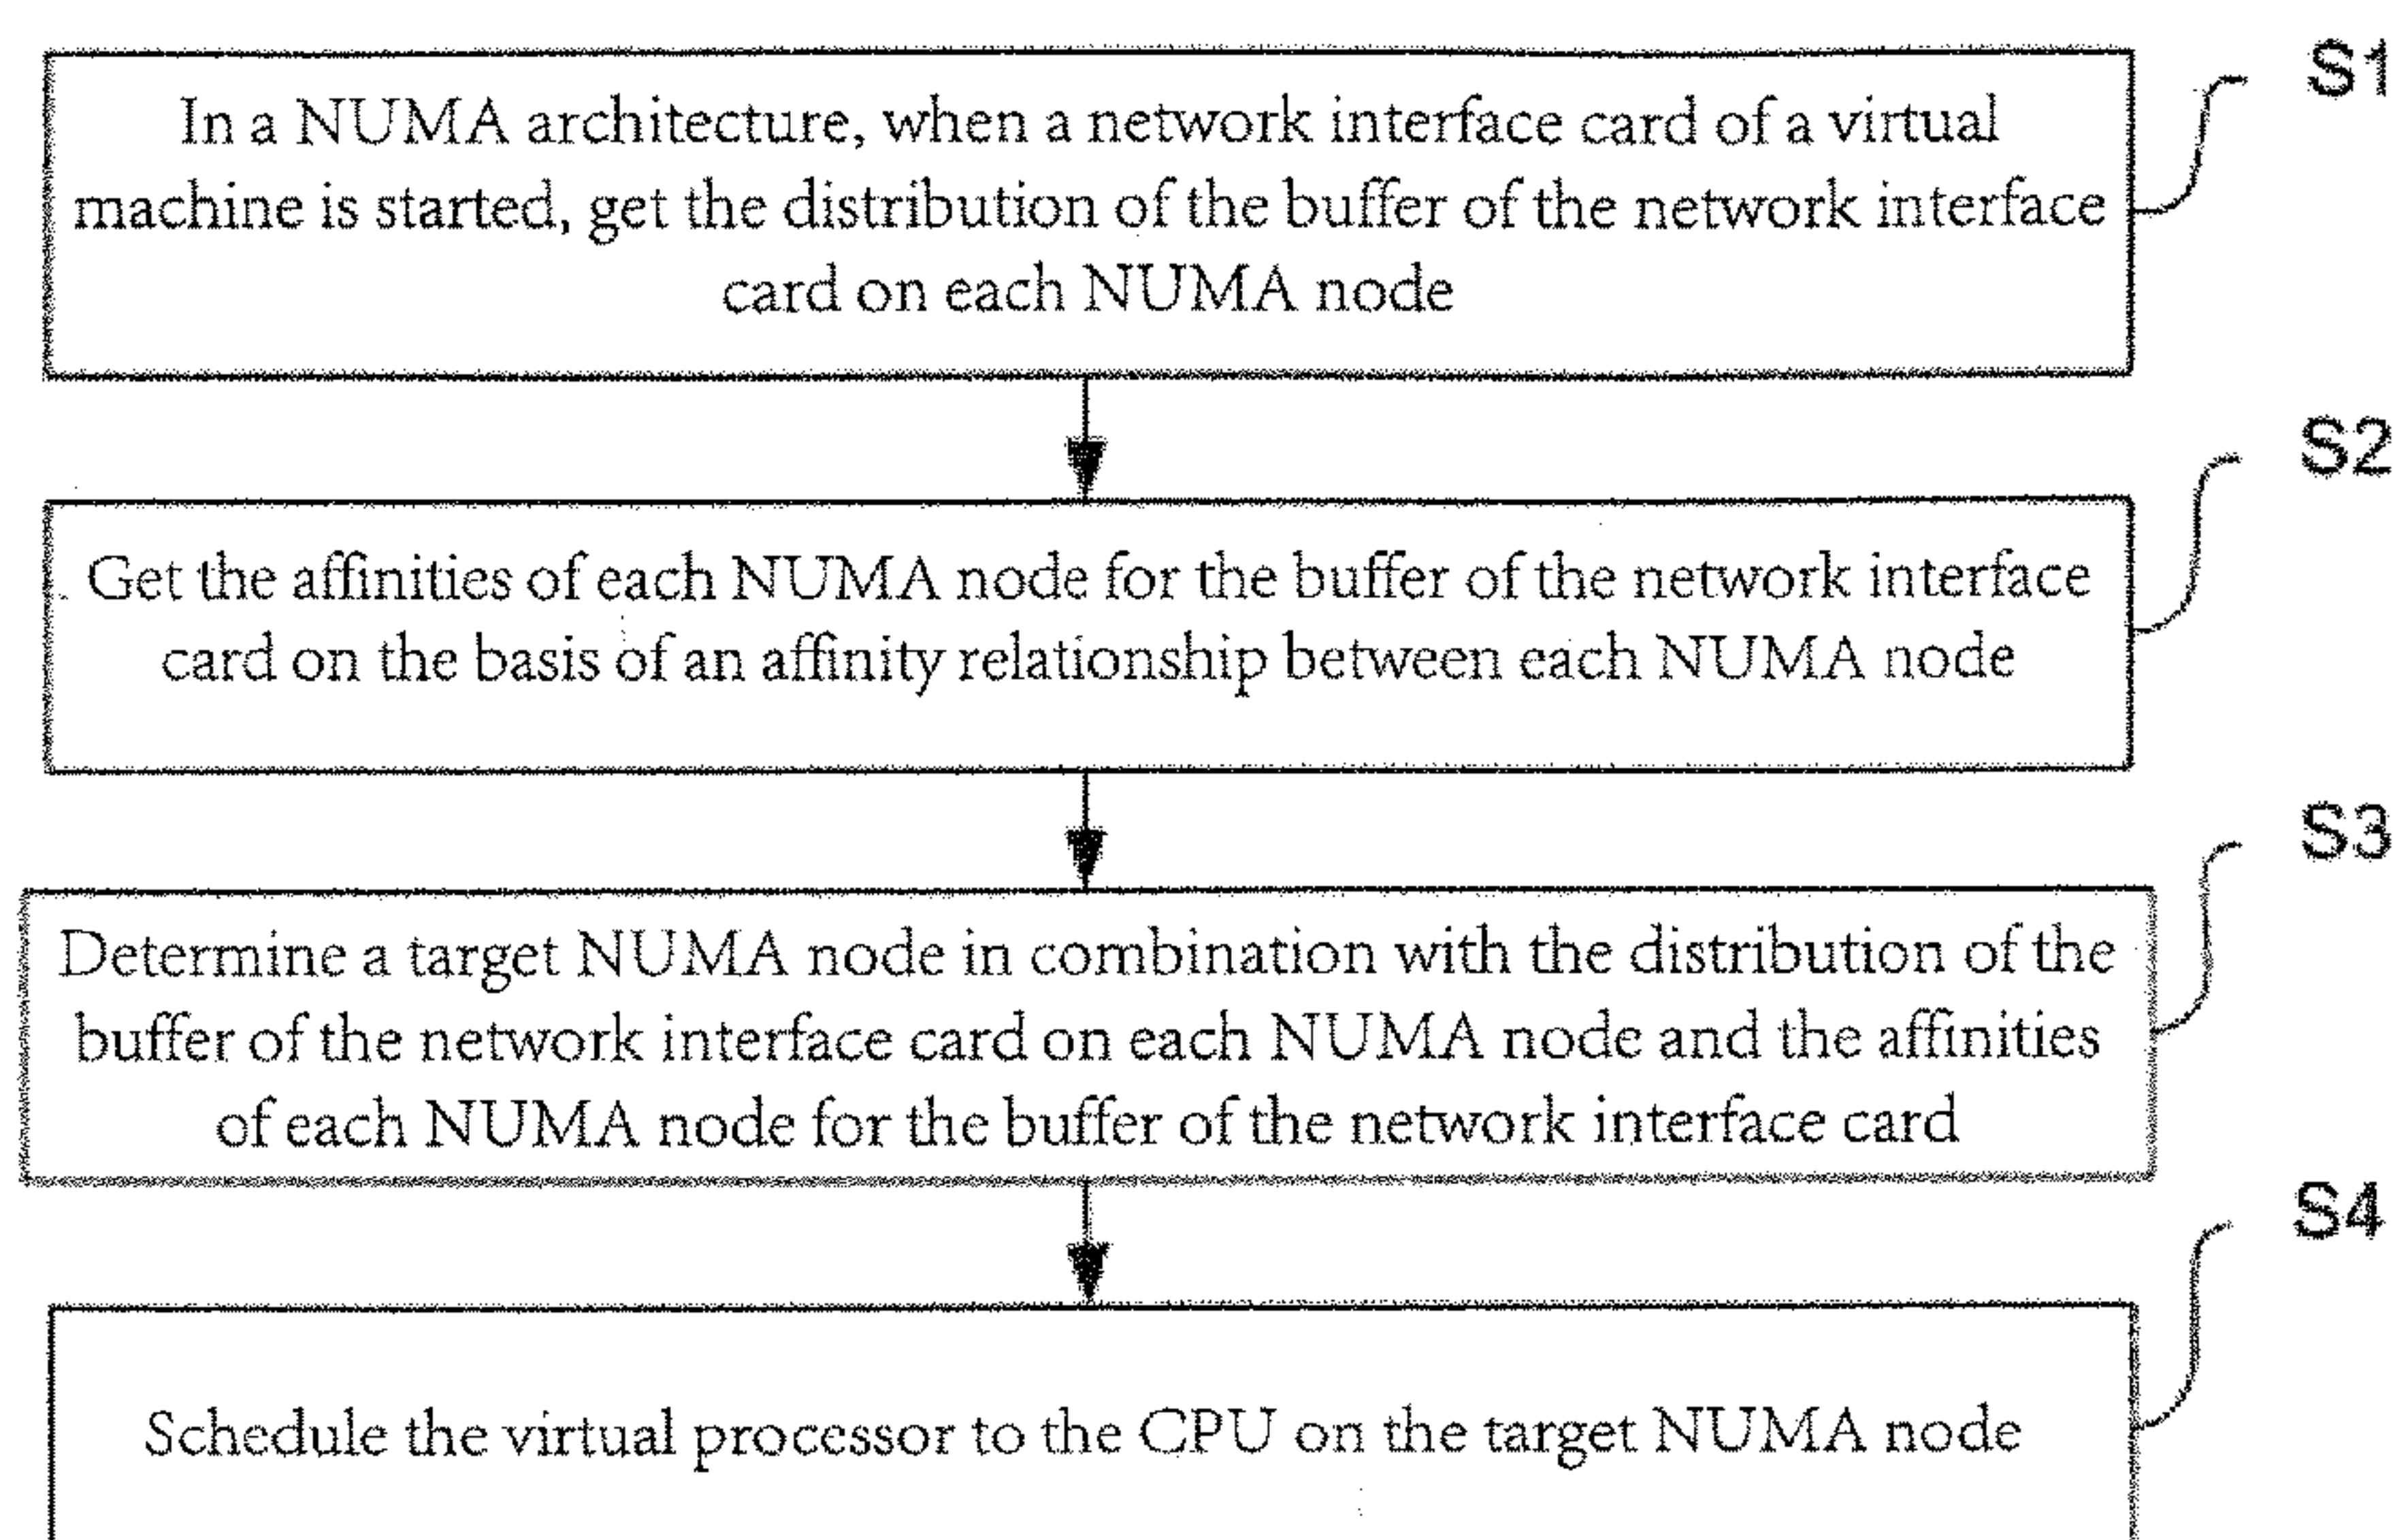 S1
In a NUMA architecture, when a network interface card of a virtual
machine is started, get the distribution of the buffer of the network interface
card on each NUMA node
S2
Get the affinities of each NUMA node for the buffer of the network interface
card on the basis of an affinity relationship between each NUMA node
S3
Determine a target NUMA node in combination with the distribution of the
buffer of the network interface card on each NUMA node and the affinities
of each NUMA node for the buffer of the network interface card
S4
Schedule the virtual processor to the CPU on the target NUMA node